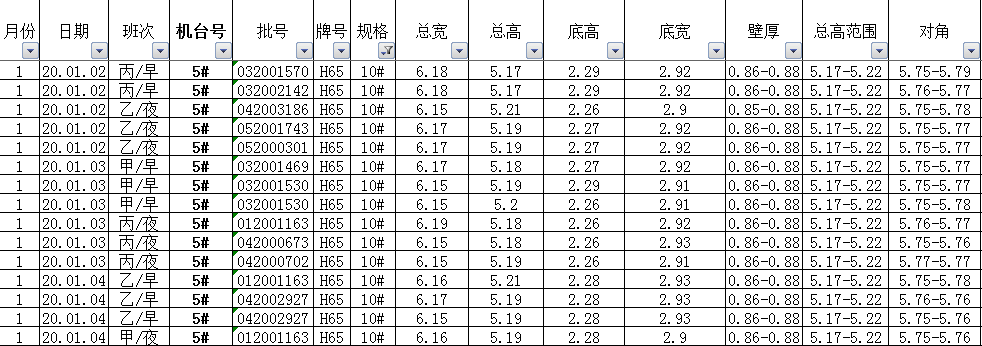 月份 日期 班次 机台号 批号 牌号 规格 总宽 总高 底高 底宽 壁厚 总高范围 对角
1 20.01.02 丙/早 5# 032001570 H65 10# 6.18 5.17 2.29 2.92 0.86-0.88 5.17-5.22 5.75-5.79
1 20.01.02 丙/早 5# 032002142 H65 10# 6.18 5.17 2.29 2.92 0.86-0.88 5.17-5.22 5.76-5.77
1 20.01.02 乙/夜 5# 042003186 H65 10# 6.15 5.21 2.26 2.9 0.85-0.88 5.17-5.22 5.75-5.78
1 20.01.02 乙/夜 5# 052001743 H65 10# 6.17 5.19 2.27 2.92 0.86-0.88 5.17-5.22 5.75-5.77
1 20.01.02 乙/夜 5# 052000301 H65 10# 6.17 5.19 2.27 2.92 0.86-0.88 5.17-5.22 5.75-5.77
1 20.01.03 甲/早 5# 032001469 H65 10# 6.17 5.18 2.27 2.92 0.86-0.88 5.17-5.22 5.75-5.77
1 20.01.03 甲/早 5# 032001530 H65 10# 6.15 5.19 2.29 2.91 0.86-0.88 5.17-5.22 5.75-5.77
1 20.01.03 甲/早 5# 032001530 H65 10# 6.15 5.2 2.26 2.91 0.86-0.88 5.17-5.22 5.75-5.78
1 20.01.03 丙/夜 5# 012001163 H65 10# 6.19 5.18 2.26 2.92 0.86-0.88 5.17-5.22 5.76-5.77
1 20.01.03 丙/夜 5# 042000673 H65 10# 6.15 5.18 2.26 2.93 0.86-0.88 5.17-5.22 5.75-5.76
1 20.01.03 丙/夜 5# 042000702 H65 10# 6.15 5.19 2.26 2.91 0.86-0.88 5.17-5.22 5.77-5.77
1 20.01.04 乙/早 5# 012001163 H65 10# 6.16 5.21 2.28 2.93 0.86-0.88 5.17-5.22 5.75-5.78
1 20.01.04 乙/早 5# 042002927 H65 10# 6.17 5.19 2.28 2.93 0.86-0.88 5.17-5.22 5.76-5.76
1 20.01.04 乙/早 5# 042002927 H65 10# 6.15 5.19 2.28 2.93 0.86-0.88 5.17-5.22 5.75-5.76
1 20.01.04 甲/夜 5# 012001163 H65 10# 6.16 5.19 2.28 2.9 0.86-0.88 5.17-5.22 5.75-5.76